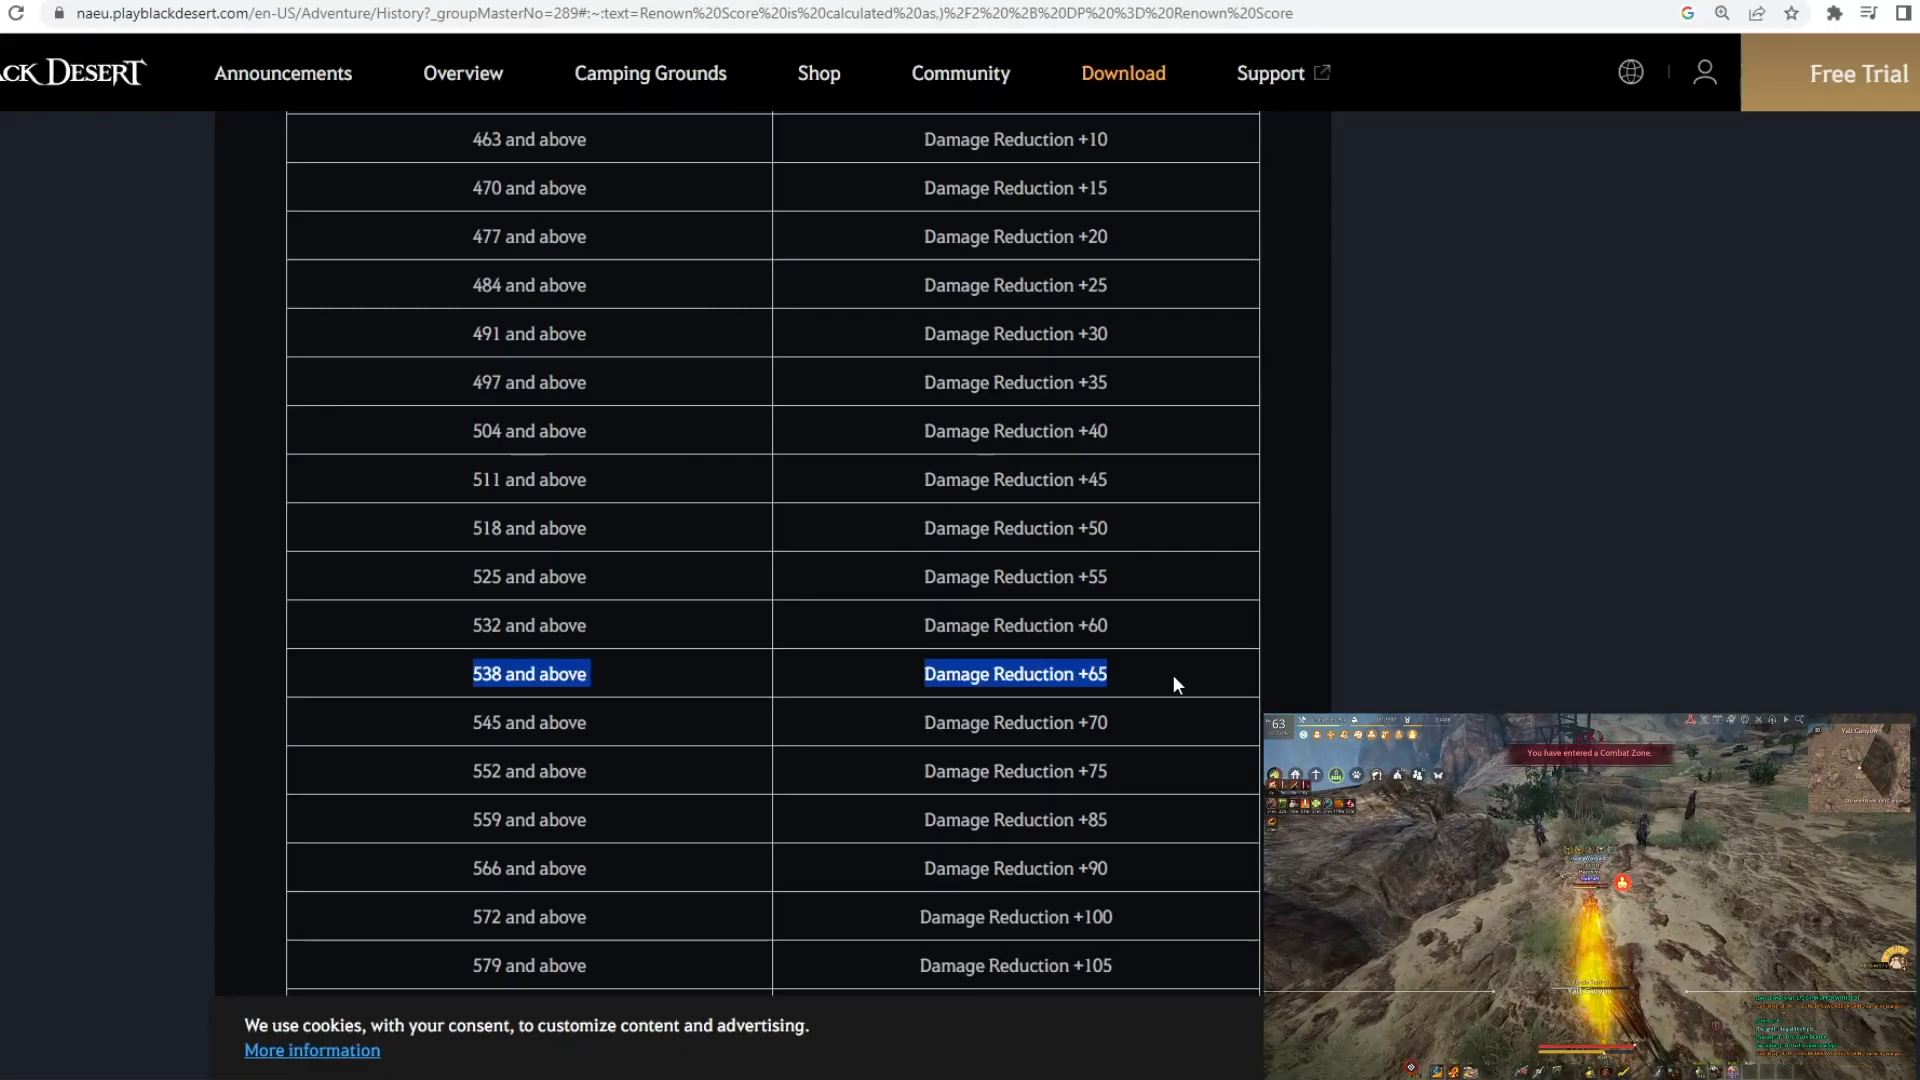 naeu.playblackdesert.com/en-US/Adventure/History?_groupMasterNo=289#:~:text=Renown%20Score%20is%20calculated%20as,)%2F2%20%2B%20DP%20%3D%20Renown%20Score
ACK DESERT Announcements Overview Camping Grounds Shop Community Download Support Free Trial
463 and above Damage Reduction +10
470 and above Damage Reduction +15
477 and above Damage Reduction +20
484 and above Damage Reduction +25
491 and above Damage Reduction +30
497 and above Damage Reduction +35
504 and above Damage Reduction +40
511 and above Damage Reduction +45
518 and above Damage Reduction +50
525 and above Damage Reduction +55
532 and above Damage Reduction +60
538 and above Damage Reduction +65
545 and above Damage Reduction +70
552 and above Damage Reduction +75
559 and above Damage Reduction +85
566 and above Damage Reduction +90
572 and above Damage Reduction +100
579 and above Damage Reduction +105
We use cookies, with your consent, to customize content and advertising.
More information
63
You have entered a Combat Zone.
Yalt Canyon
Yalt Canyon